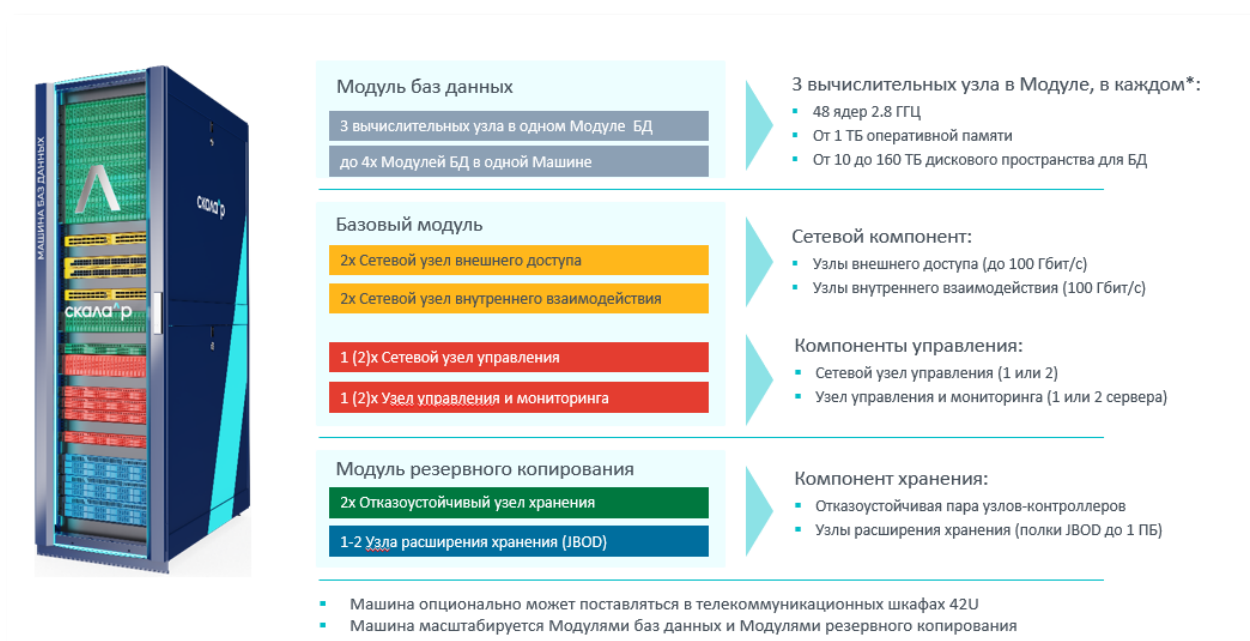 МАШИНА БАЗ ДАННЫХ
скала^р
скала^р
Модуль баз данных
3 вычислительных узла в одном Модуле БД
до 4х Модулей БД в одной Машине
3 вычислительных узла в Модуле, в каждом*:
48 ядер 2.8 ГГЦ
От 1 ТБ оперативной памяти
От 10 до 160 ТБ дискового пространства для БД
Базовый модуль
2х Сетевой узел внешнего доступа
2х Сетевой узел внутреннего взаимодействия
Сетевой компонент:
Узлы внешнего доступа (до 100 Гбит/с)
Узлы внутреннего взаимодействия (100 Гбит/с)
1 (2)х Сетевой узел управления
1 (2)х Узел управления и мониторинга
Компоненты управления:
Сетевой узел управления (1 или 2)
Узел управления и мониторинга (1 или 2 сервера)
Модуль резервного копирования
2х Отказоустойчивый узел хранения
1-2 Узла расширения хранения (JBOD)
Компонент хранения:
Отказоустойчивая пара узлов-контроллеров
Узлы расширения хранения (полки JBOD до 1 ПБ)
Машина опционально может поставляться в телекоммуникационных шкафах 42U
Машина масштабируется Модулями баз данных и Модулями резервного копирования